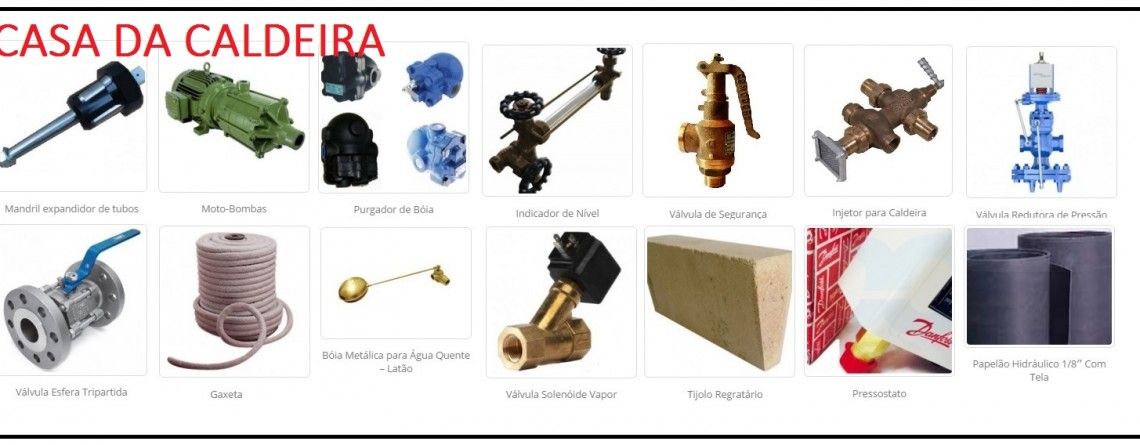 CASA DA CALDEIRA
Mandril expandidor de tubos
Moto-Bombas
Purgador de Bóia
Indicador de Nível
Válvula de Segurança
Injetor para Caldeira
Válvula Redutora de Pressão
Válvula Esfera Tripartida
Gaxeta
Bóia Metálica para Água Quente
– Latão
Válvula Solenóide Vapor
Tijolo Regratário
Danfoss
Pressostato
Papelão Hidráulico 1/8″ Com
Tela